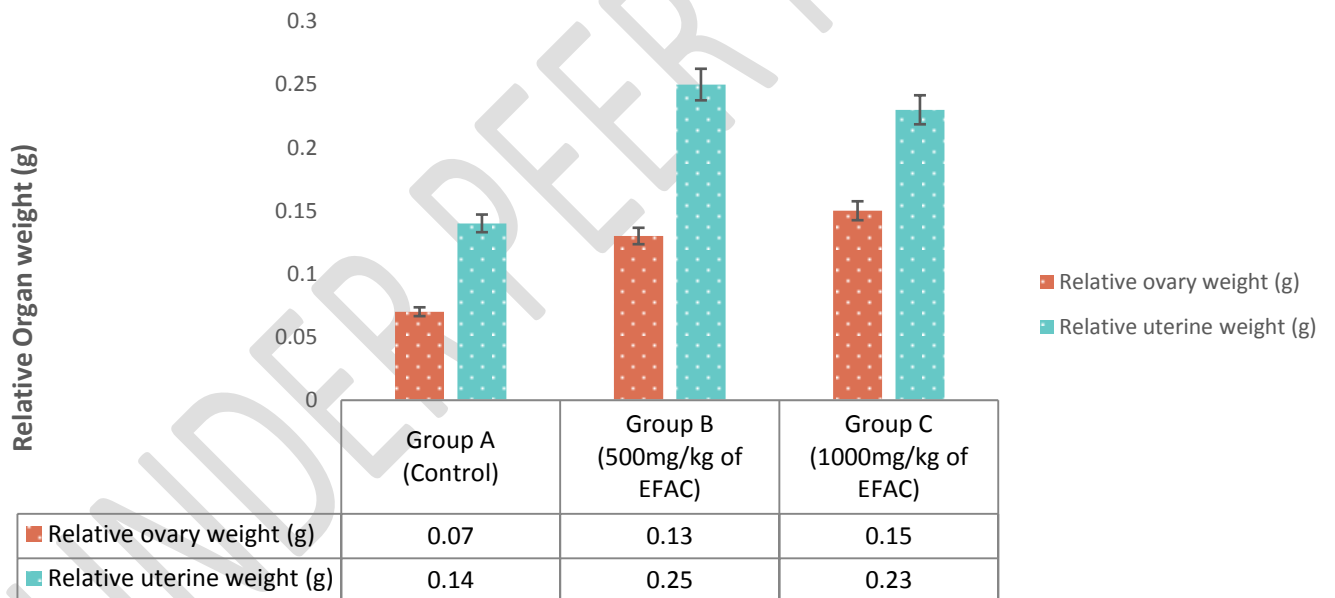 0.3
0.25
0.2
0.15
0.1
0.05
0
Relative Organ weight (g)
Relative ovary weight (g)
Relative uterine weight (g)
Group A
(Control)
Group B
(500mg/kg of
EFAC)
Group C
(1000mg/kg of
EFAC)
Relative ovary weight (g) 0.07 0.13 0.15
Relative uterine weight (g) 0.14 0.25 0.23
UNDER PEER